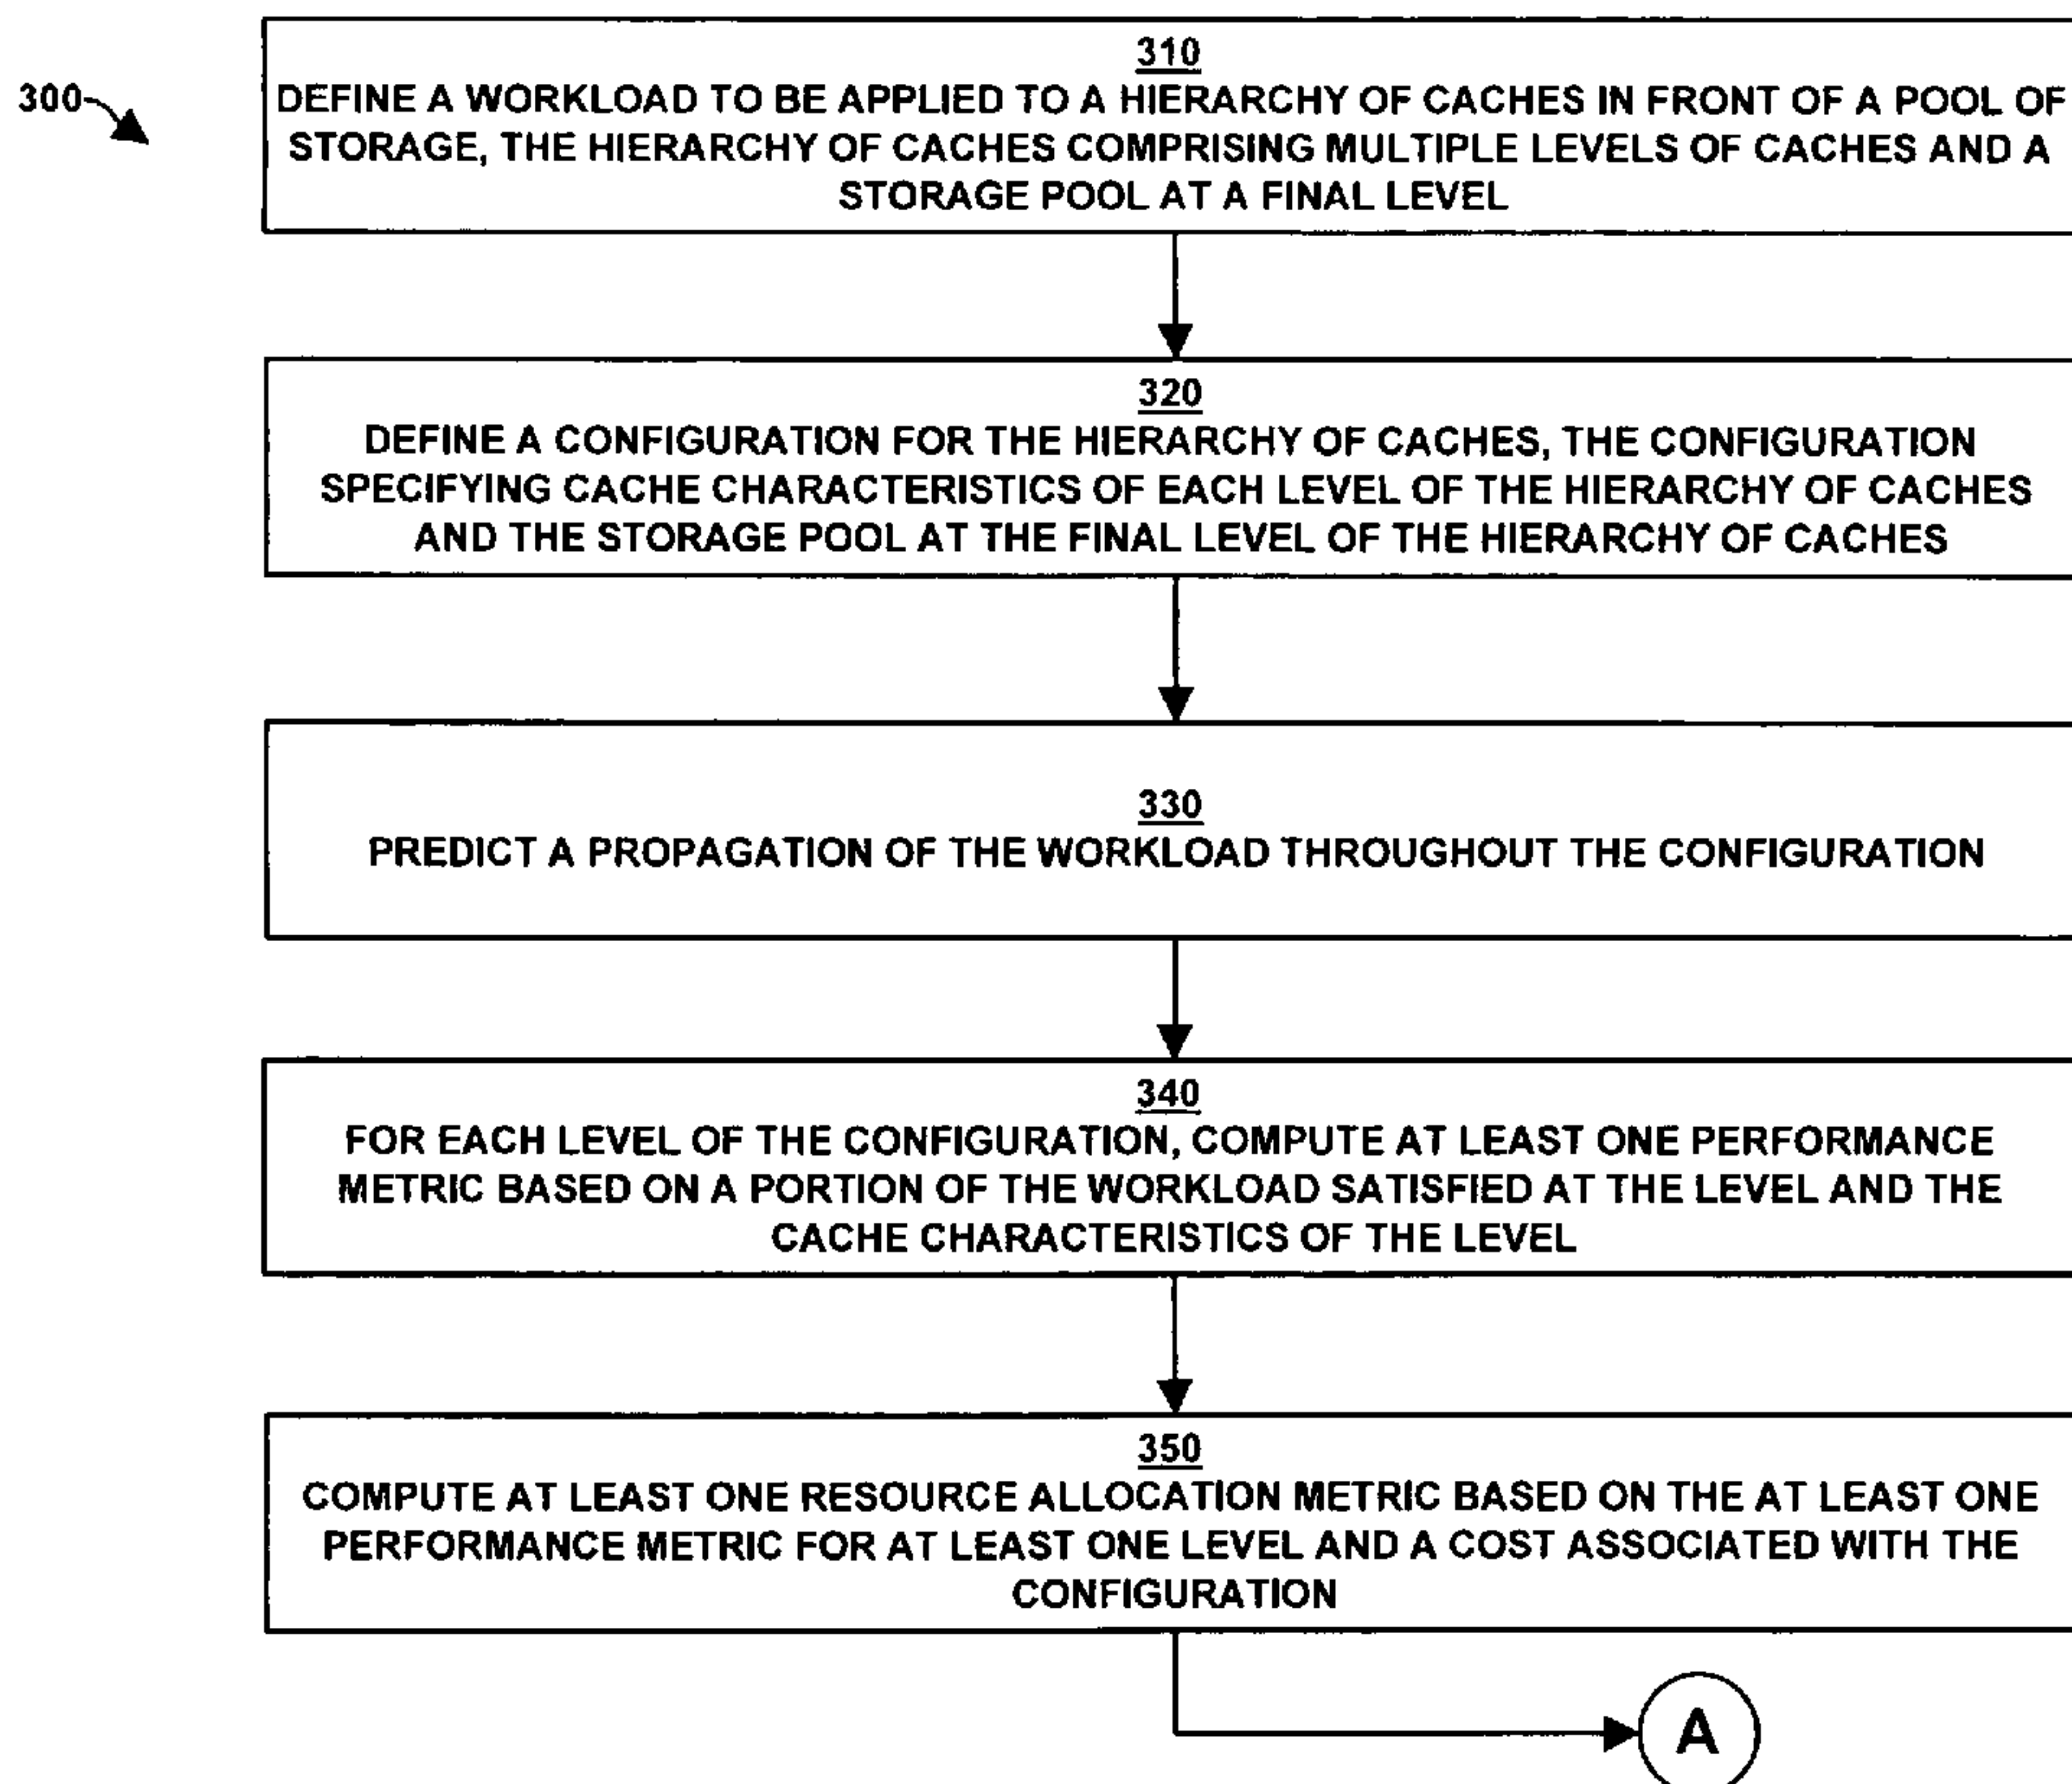 300
310
DEFINE A WORKLOAD TO BE APPLIED TO A HIERARCHY OF CACHES IN FRONT OF A POOL OF
STORAGE, THE HIERARCHY OF CACHES COMPRISING MULTIPLE LEVELS OF CACHES AND A
STORAGE POOL AT A FINAL LEVEL
320
DEFINE A CONFIGURATION FOR THE HIERARCHY OF CACHES, THE CONFIGURATION
SPECIFYING CACHE CHARACTERISTICS OF EACH LEVEL OF THE HIERARCHY OF CACHES
AND THE STORAGE POOL AT THE FINAL LEVEL OF THE HIERARCHY OF CACHES
330
PREDICT A PROPAGATION OF THE WORKLOAD THROUGHOUT THE CONFIGURATION
340
FOR EACH LEVEL OF THE CONFIGURATION, COMPUTE AT LEAST ONE PERFORMANCE
METRIC BASED ON A PORTION OF THE WORKLOAD SATISFIED AT THE LEVEL AND THE
CACHE CHARACTERISTICS OF THE LEVEL
350
COMPUTE AT LEAST ONE RESOURCE ALLOCATION METRIC BASED ON THE AT LEAST ONE
PERFORMANCE METRIC FOR AT LEAST ONE LEVEL AND A COST ASSOCIATED WITH THE
CONFIGURATION
A